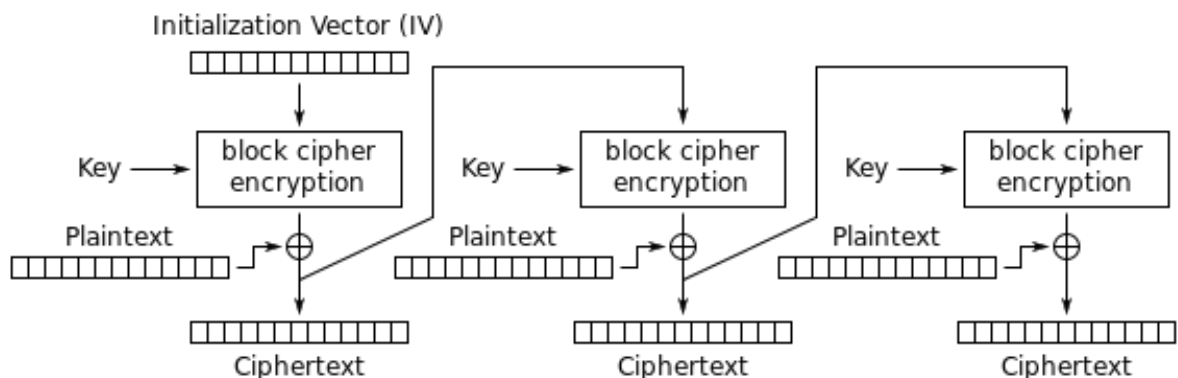 Initialization Vector (IV)
Key
block cipher
encryption
Key
block cipher
encryption
Key
block cipher
encryption
Plaintext
Plaintext
Plaintext
Ciphertext
Ciphertext
Ciphertext